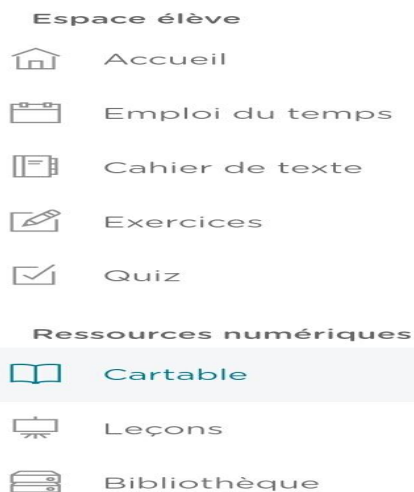 Espace élève
Accueil
Emploi du temps
Cahier de texte
Exercices
Quiz
Ressources numériques
Cartable
Leçons
Bibliothèque